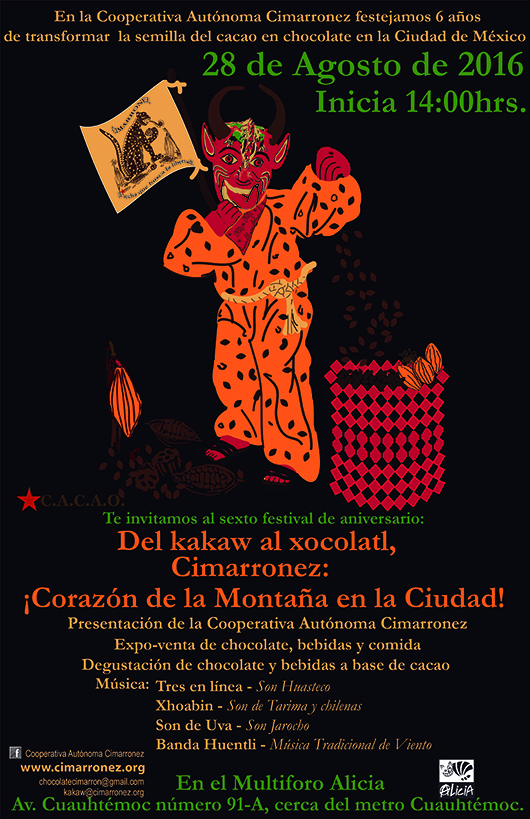 En la Cooperativa Autónoma Cimarronez festejamos 6 años
de transformar la semilla del cacao en chocolate en la Ciudad de México
28 de Agosto de 2016
Inicia 14:00hrs.
CIMARRONEZ
que busca la libertad
C.A.C.A.O.
Te invitamos al sexto festival de aniversario:
Del kakaw al xocolatl,
Cimarronez:
¡Corazón de la Montaña en la Ciudad!
Presentación de la Cooperativa Autónoma Cimarronez
Expo-venta de chocolate, bebidas y comida
Degustación de chocolate y bebidas a base de cacao
Música: Tres en línea - Son Huasteco
Xhoabin - Son de Tarima y chilenas
Son de Uva - Son Jarocho
Banda Huentli - Música Tradicional de Viento
f Cooperativa Autónoma Cimarronez
www.cimarronez.org
chocolatecimarron@gmail.com
kakaw@cimarronez.org
En el Multiforo Alicia
ALICIA
Av. Cuauhtémoc número 91-A, cerca del metro Cuauhtémoc.